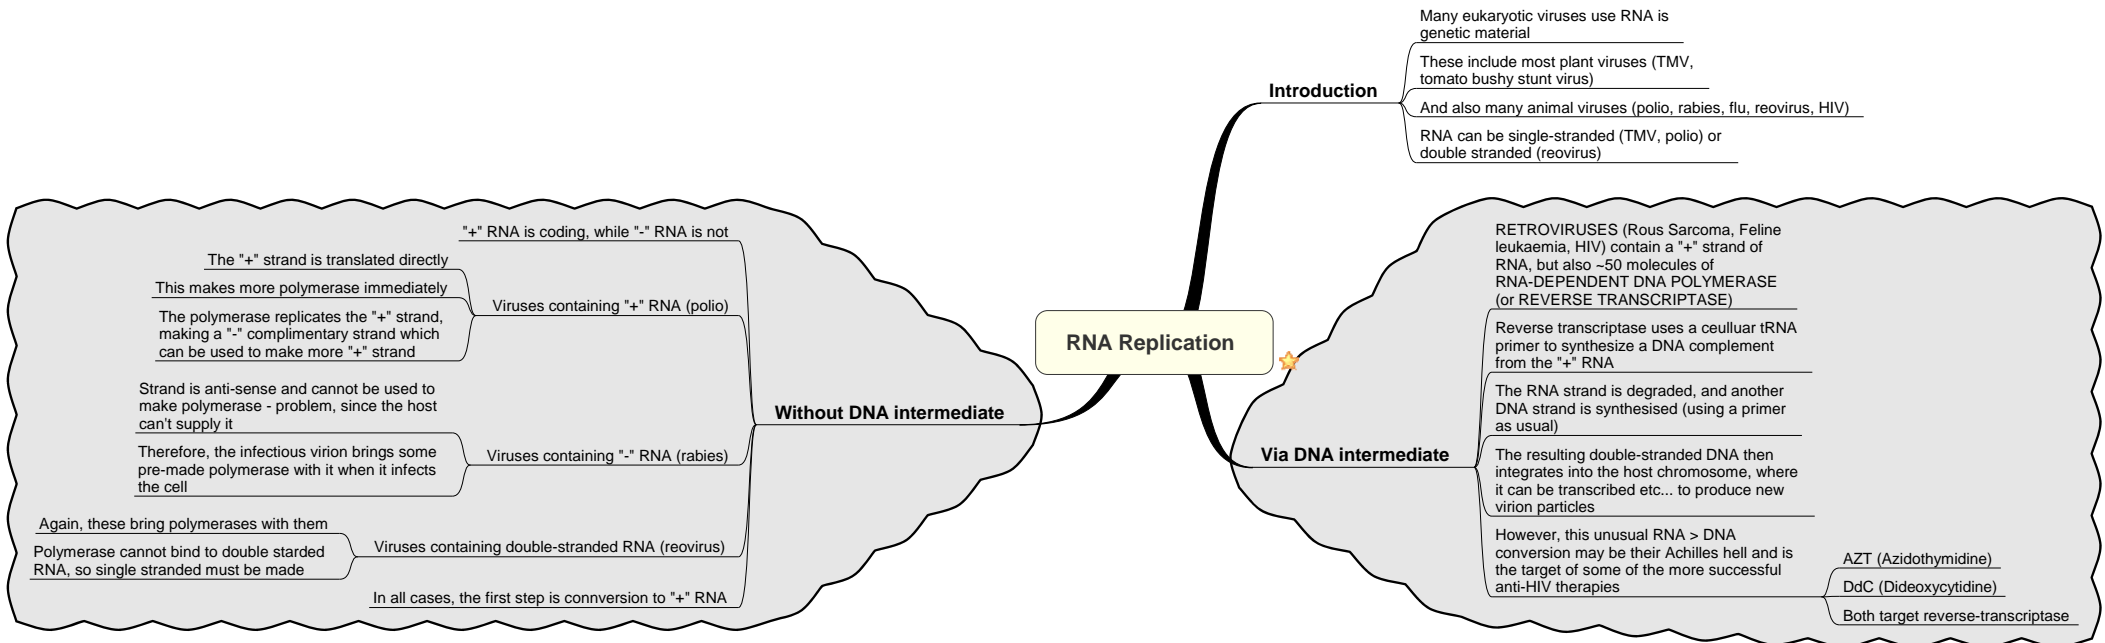 RNA Replication
Introduction
Many eukaryotic viruses use RNA is
genetic material
These include most plant viruses (TMV,
tomato bushy stunt virus)
And also many animal viruses (polio, rabies, flu, reovirus, HIV)
RNA can be single-stranded (TMV, polio) or
double stranded (reovirus)
Via DNA intermediate
RETROVIRUSES (Rous Sarcoma, Feline
leukaemia, HIV) contain a "+" strand of
RNA, but also ~50 molecules of
RNA-DEPENDENT DNA POLYMERASE
(or REVERSE TRANSCRIPTASE)
Reverse transcriptase uses a ceulluar tRNA
primer to synthesize a DNA complement
from the "+" RNA
The RNA strand is degraded, and another
DNA strand is synthesised (using a primer
as usual)
The resulting double-stranded DNA then
integrates into the host chromosome, where
it can be transcribed etc... to produce new
virion particles
However, this unusual RNA > DNA
conversion may be their Achilles hell and is
the target of some of the more successful
anti-HIV therapies
AZT (Azidothymidine)
DdC (Dideoxycytidine)
Both target reverse-transcriptase
Without DNA intermediate
"+" RNA is coding, while "-" RNA is not
Viruses containing "+" RNA (polio)
The "+" strand is translated directly
This makes more polymerase immediately
The polymerase replicates the "+" strand,
making a "-" complimentary strand which
can be used to make more "+" strand
Viruses containing "-" RNA (rabies)
Strand is anti-sense and cannot be used to
make polymerase - problem, since the host
can't supply it
Therefore, the infectious virion brings some
pre-made polymerase with it when it infects
the cell
Viruses containing double-stranded RNA (reovirus)
Again, these bring polymerases with them
Polymerase cannot bind to double starded
RNA, so single stranded must be made
In all cases, the first step is connversion to "+" RNA